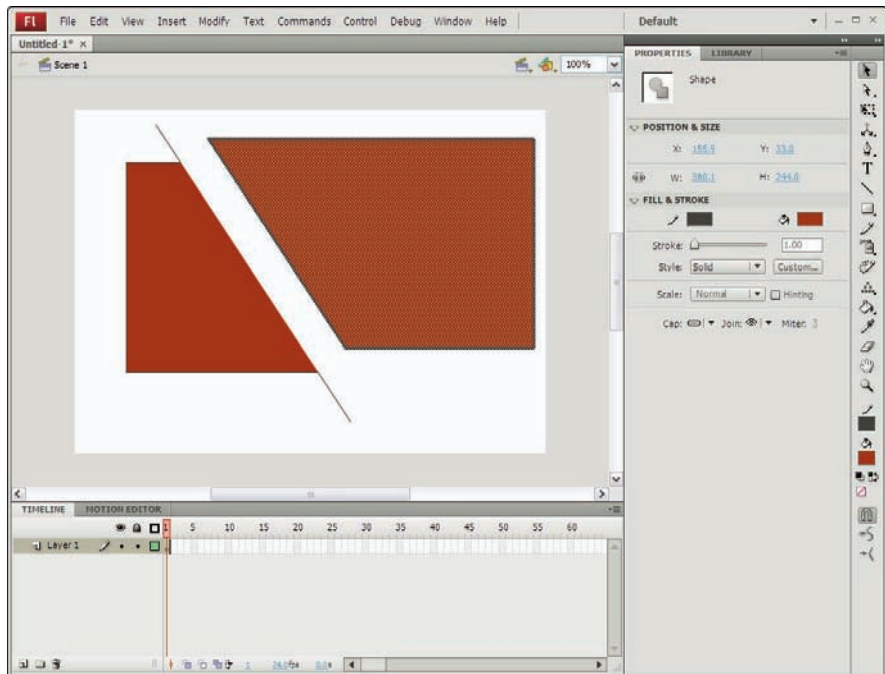 Fl File Edit View Insert Modify Text Commands Control Debug Window Help Default
Untitled-1* ×
Scene 1 100%
PROPERTIES LIBRARY
Shape
POSITION & SIZE
X: 155.9 Y: 33.0
W: 380.1 H: 244.0
FILL & STROKE
Stroke: 1.00
Style: Solid Custom...
Scale: Normal Hinting
Cap: Join: Miter: 3
TIMELINE MOTION EDITOR
1 5 10 15 20 25 30 35 40 45 50 55 60
Layer 1
1 24.0fps 0.0s